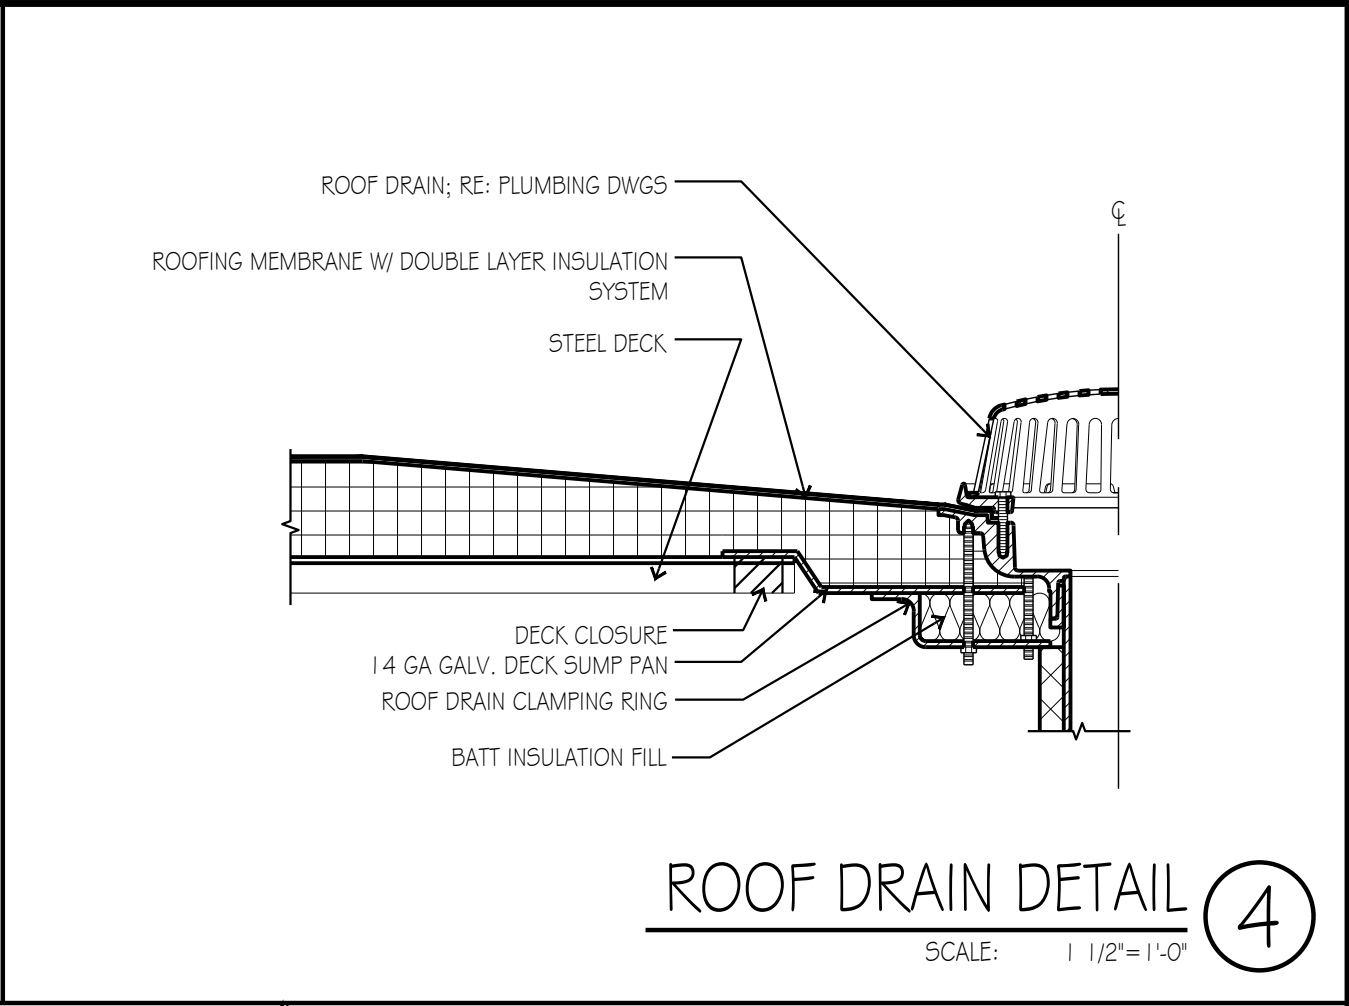 ROOF DRAIN; RE: PLUMBING DWGS
℄
ROOFING MEMBRANE W/ DOUBLE LAYER INSULATION
SYSTEM
STEEL DECK
DECK CLOSURE
14 GA GALV. DECK SUMP PAN
ROOF DRAIN CLAMPING RING
BATT INSULATION FILL
ROOF DRAIN DETAIL 4
SCALE: 1 1/2"=1'-0"